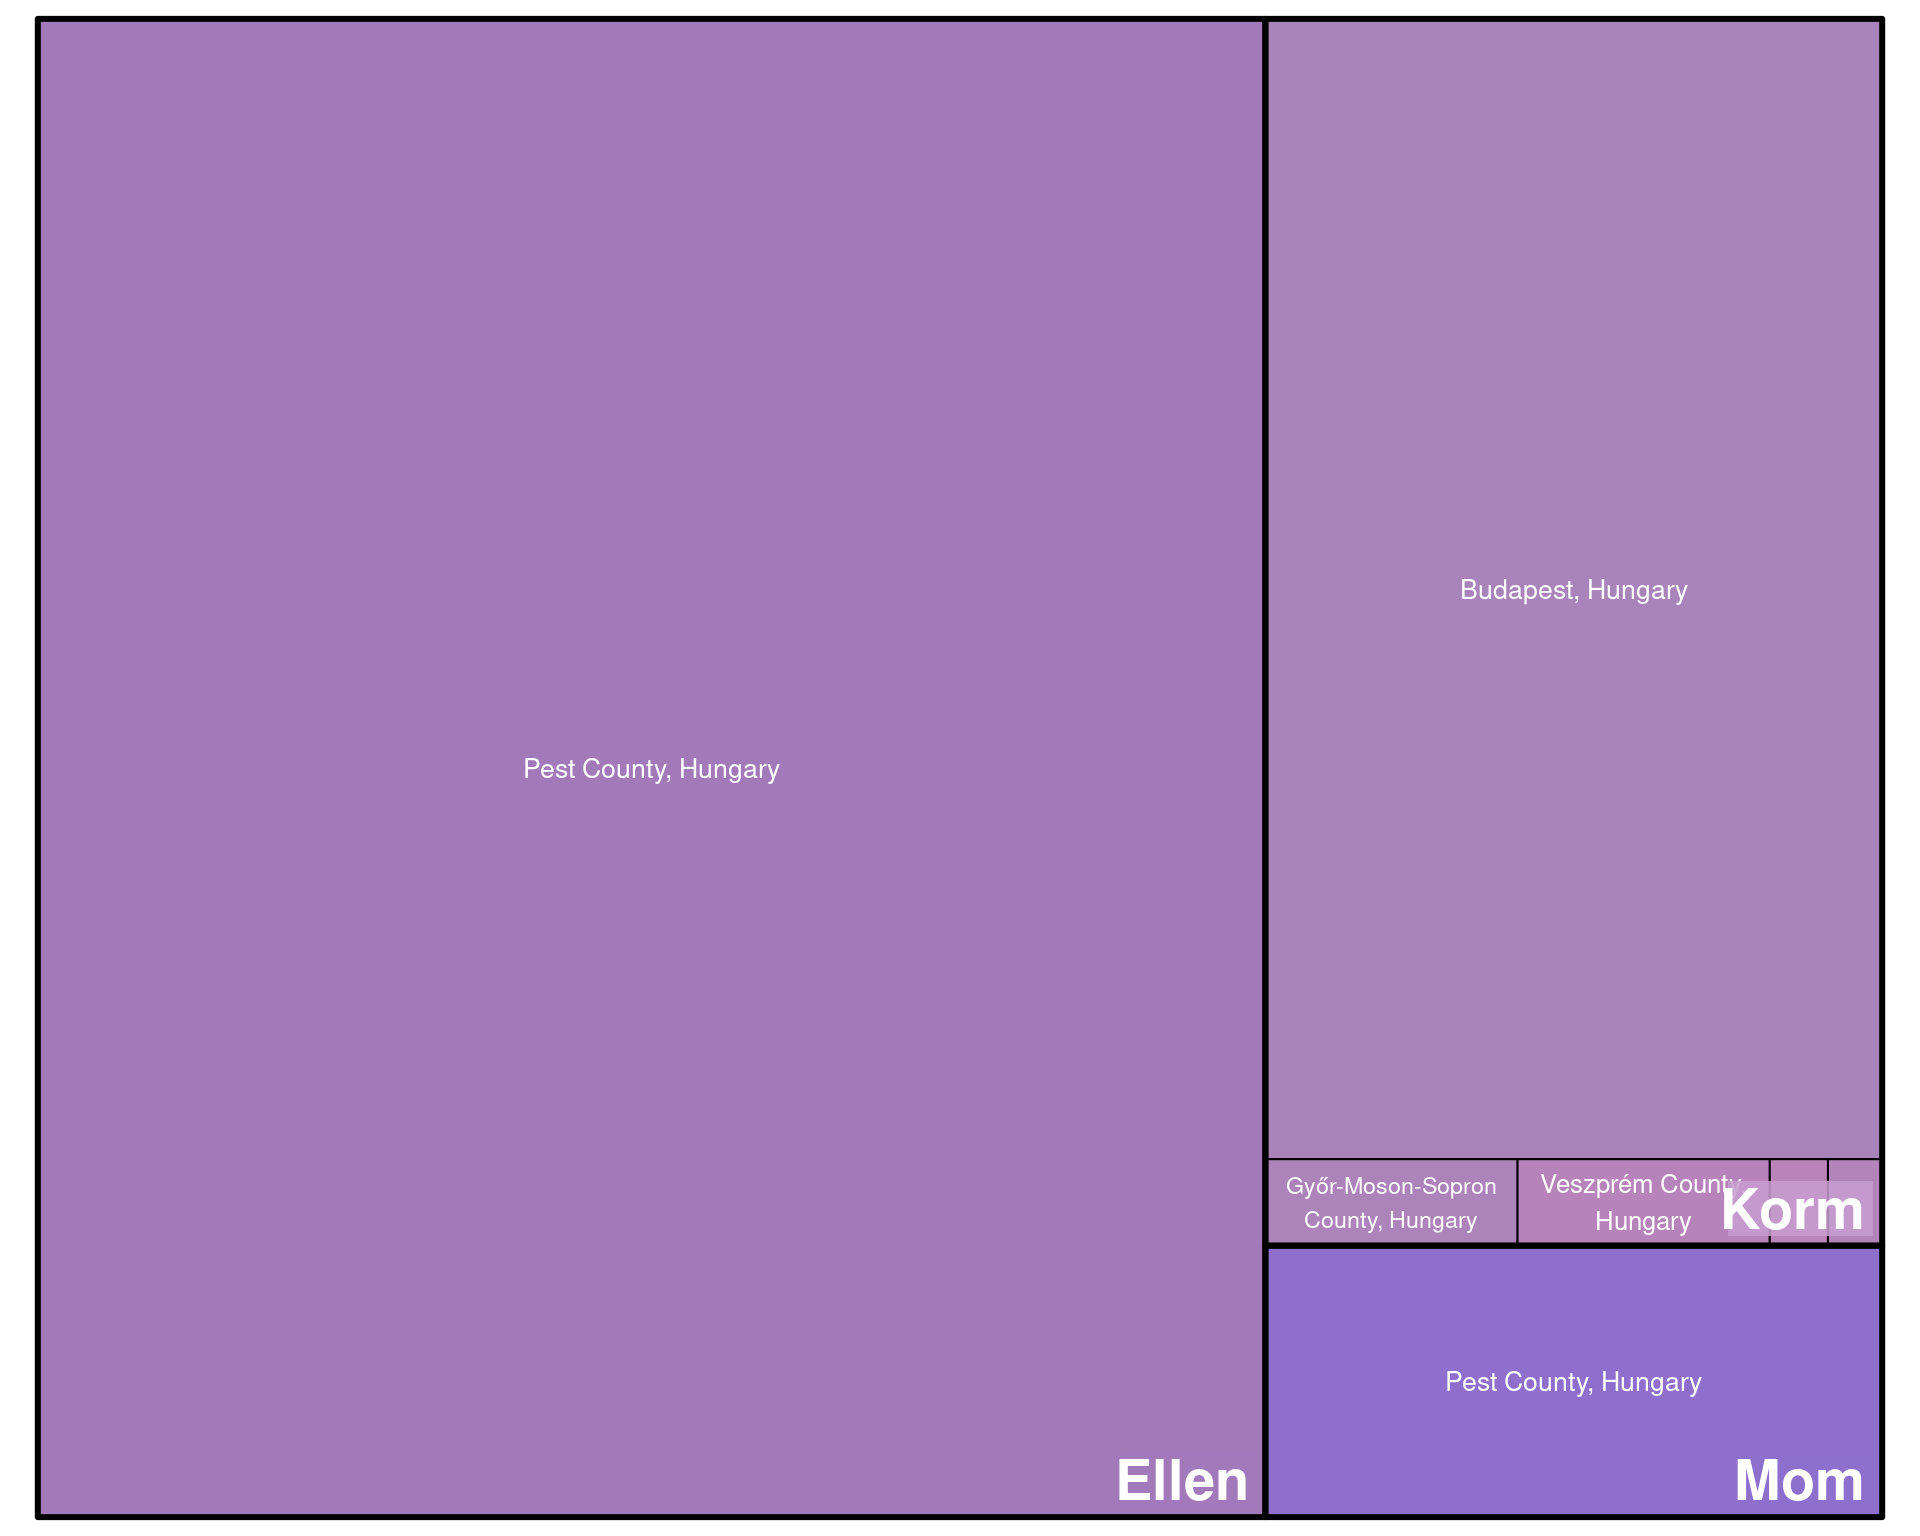 Pest County, Hungary
Ellen
Budapest, Hungary
Győr-Moson-Sopron
County, Hungary
Veszprém County,
Hungary
Korm
Pest County, Hungary
Mom